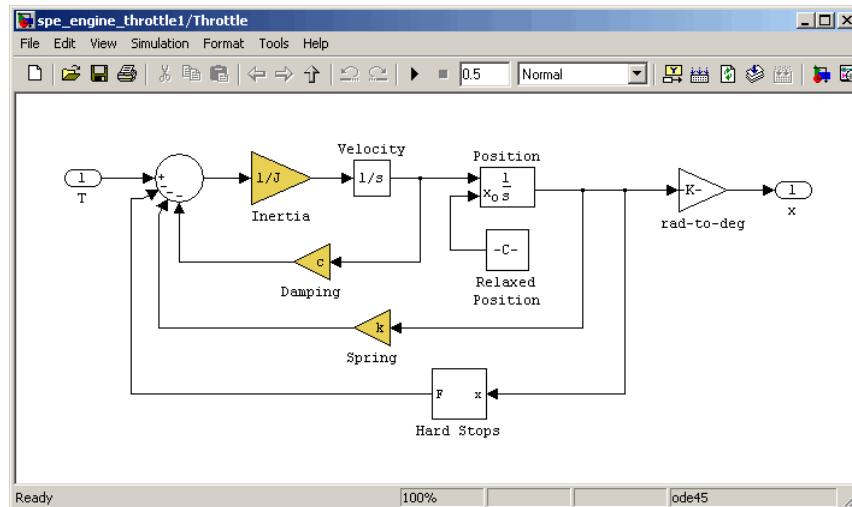 spe_engine_throttle1/Throttle
File Edit View Simulation Format Tools Help
0.5 Normal
Velocity
Position
1
T
+
-
-
-
1/J
Inertia
1/s
x₀ 1/s
-K-
rad-to-deg
1
x
-C-
Relaxed
Position
c
Damping
k
Spring
F x
Hard Stops
Ready 100% ode45